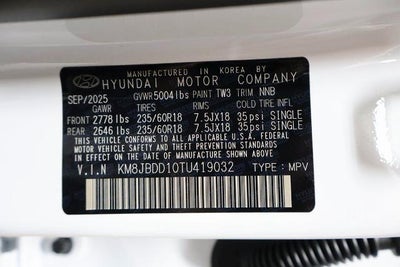 MANUFACTURED IN KOREA BY
HYUNDAI MOTOR COMPANY
SEP/2025 GVWR 5004 lbs PAINT TW3 TRIM NNB
GAWR TIRES RIMS COLD TIRE INFL
FRONT 2778 lbs 235/60R18 7.5JX18 35psi SINGLE
REAR 2646 lbs 235/60R18 7.5JX18 35psi SINGLE
THIS VEHICLE CONFORMS TO ALL APPLICABLE U.S. FEDERAL
MOTOR VEHICLE SAFETY AND THEFT PREVENTION STANDARDS
IN EFFECT ON THE DATE OF MANUFACTURE SHOWN ABOVE.
V.I.N KM8JBDD10TU419032 TYPE : MPV